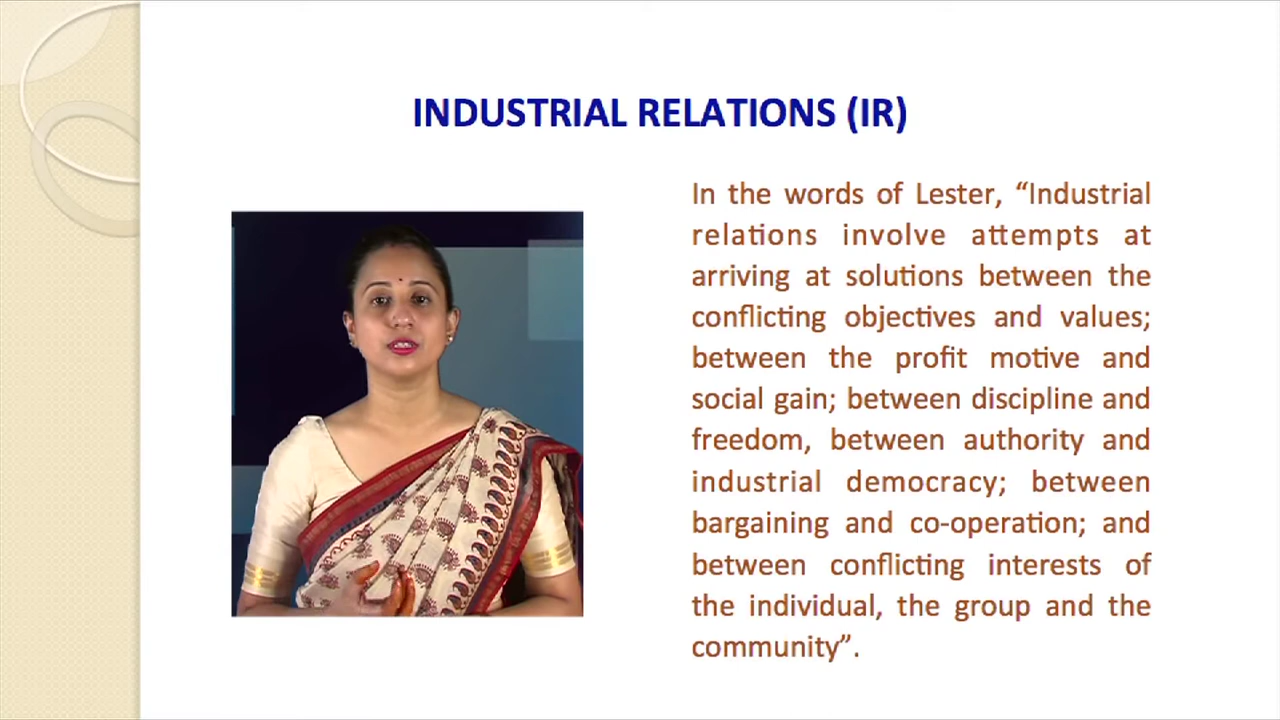 INDUSTRIAL RELATIONS (IR)
In the words of Lester, “Industrial
relations involve attempts at
arriving at solutions between the
conflicting objectives and values;
between the profit motive and
social gain; between discipline and
freedom, between authority and
industrial democracy; between
bargaining and co-operation; and
between conflicting interests of
the individual, the group and the
community”.